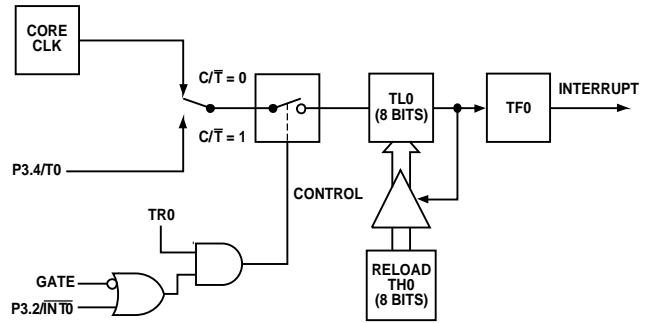 CORE
CLK
C/T̅ = 0
C/T̅ = 1
P3.4/T0
TL0
(8 BITS)
TF0
INTERRUPT
CONTROL
TR0
GATE
P3.2/I̅N̅T̅0̅
RELOAD
TH0
(8 BITS)